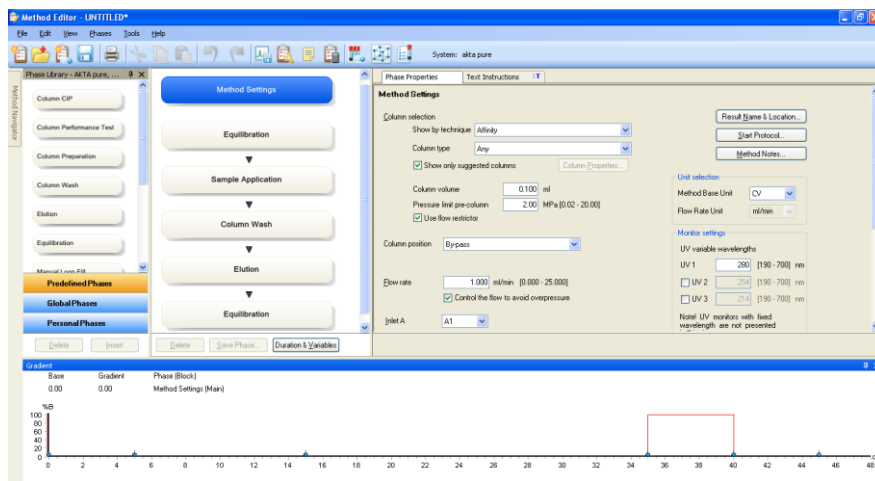 Method Editor - UNTITLED*
File Edit View Phases Tools Help
System: akta pure
Method Navigator
Phase Library - AKTA pure, ...
Column CIP
Column Performance Test
Column Preparation
Column Wash
Elution
Equilibration
Manual Loop Fill
Predefined Phases
Global Phases
Personal Phases
Delete Insert
Method Settings
Equilibration
Sample Application
Column Wash
Elution
Equilibration
Delete Save Phase... Duration & Variables
Phase Properties Text Instructions
Method Settings
Column selection
Show by technique Affinity
Column type Any
Show only suggested columns Column Properties...
Column volume 0.100 ml
Pressure limit pre-column 2.00 MPa [0.02 - 20.00]
Use flow restrictor
Column position By-pass
Flow rate 1.000 ml/min [0.000 - 25.000]
Control the flow to avoid overpressure
Inlet A A1
Result Name & Location...
Start Protocol...
Method Notes...
Unit selection
Method Base Unit CV
Flow Rate Unit ml/min
Monitor settings
UV variable wavelengths
UV 1 280 [190 - 700] nm
UV 2 254 [190 - 700] nm
UV 3 214 [190 - 700] nm
Note! UV monitors with fixed
wavelength are not presented
Gradient
Base Gradient Phase (Block)
0.00 0.00 Method Settings (Main)
%B
100
80
60
40
20
0
0 2 4 6 8 10 12 14 16 18 20 22 24 26 28 30 32 34 36 38 40 42 44 46 48